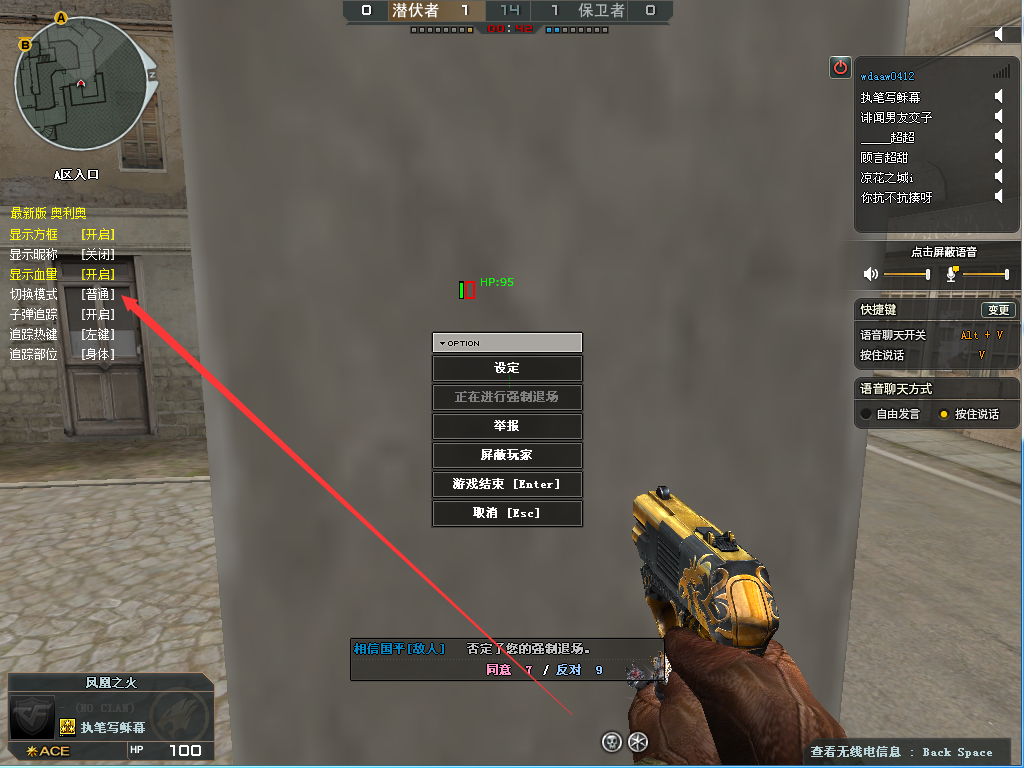 0 潜伏者 1 14 1 保卫者 0
A
B
Z
A区入口
最新版 奥利奥
显示方框 [开启]
显示昵称 [关闭]
显示血量 [开启]
切换模式 [普通]
子弹追踪 [开启]
追踪热键 [左键]
追踪部位 [身体]
HP:95
OPTION
设定
正在进行强制退场
举报
屏蔽玩家
游戏结束 [Enter]
取消 [Esc]
wdaaw0412
执笔写稣幕
诽闻男友交子
____超超
顾言超甜
凉花之城i
你抗不抗揍呀
点击屏蔽语音
快捷键 变更
语音聊天开关 Alt + V
按住说话 V
语音聊天方式
自由发言 按住说话
相信国平[敌人] 否定了您的强制退场。
同意 7 / 反对 9
凤凰之火
(NO CLAN)
执笔写稣幕
ACE HP 100
查看无线电信息 : Back Space